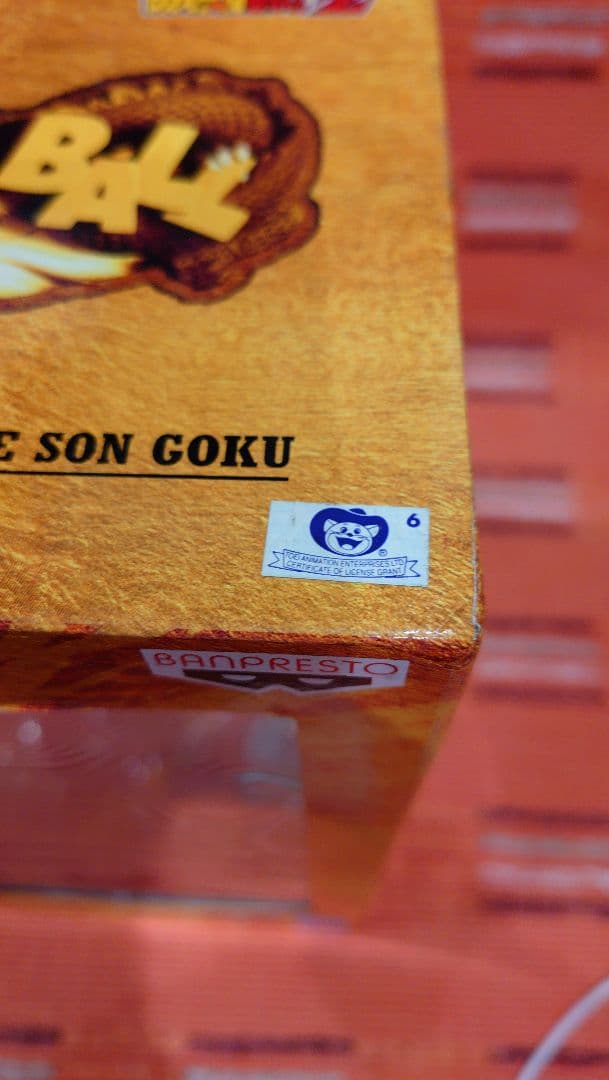 BALL
E SON GOKU
6
®
TOEI ANIMATION ENTERPRISES LTD
CERTIFICATE OF LICENSE GRANT
BANPRESTO